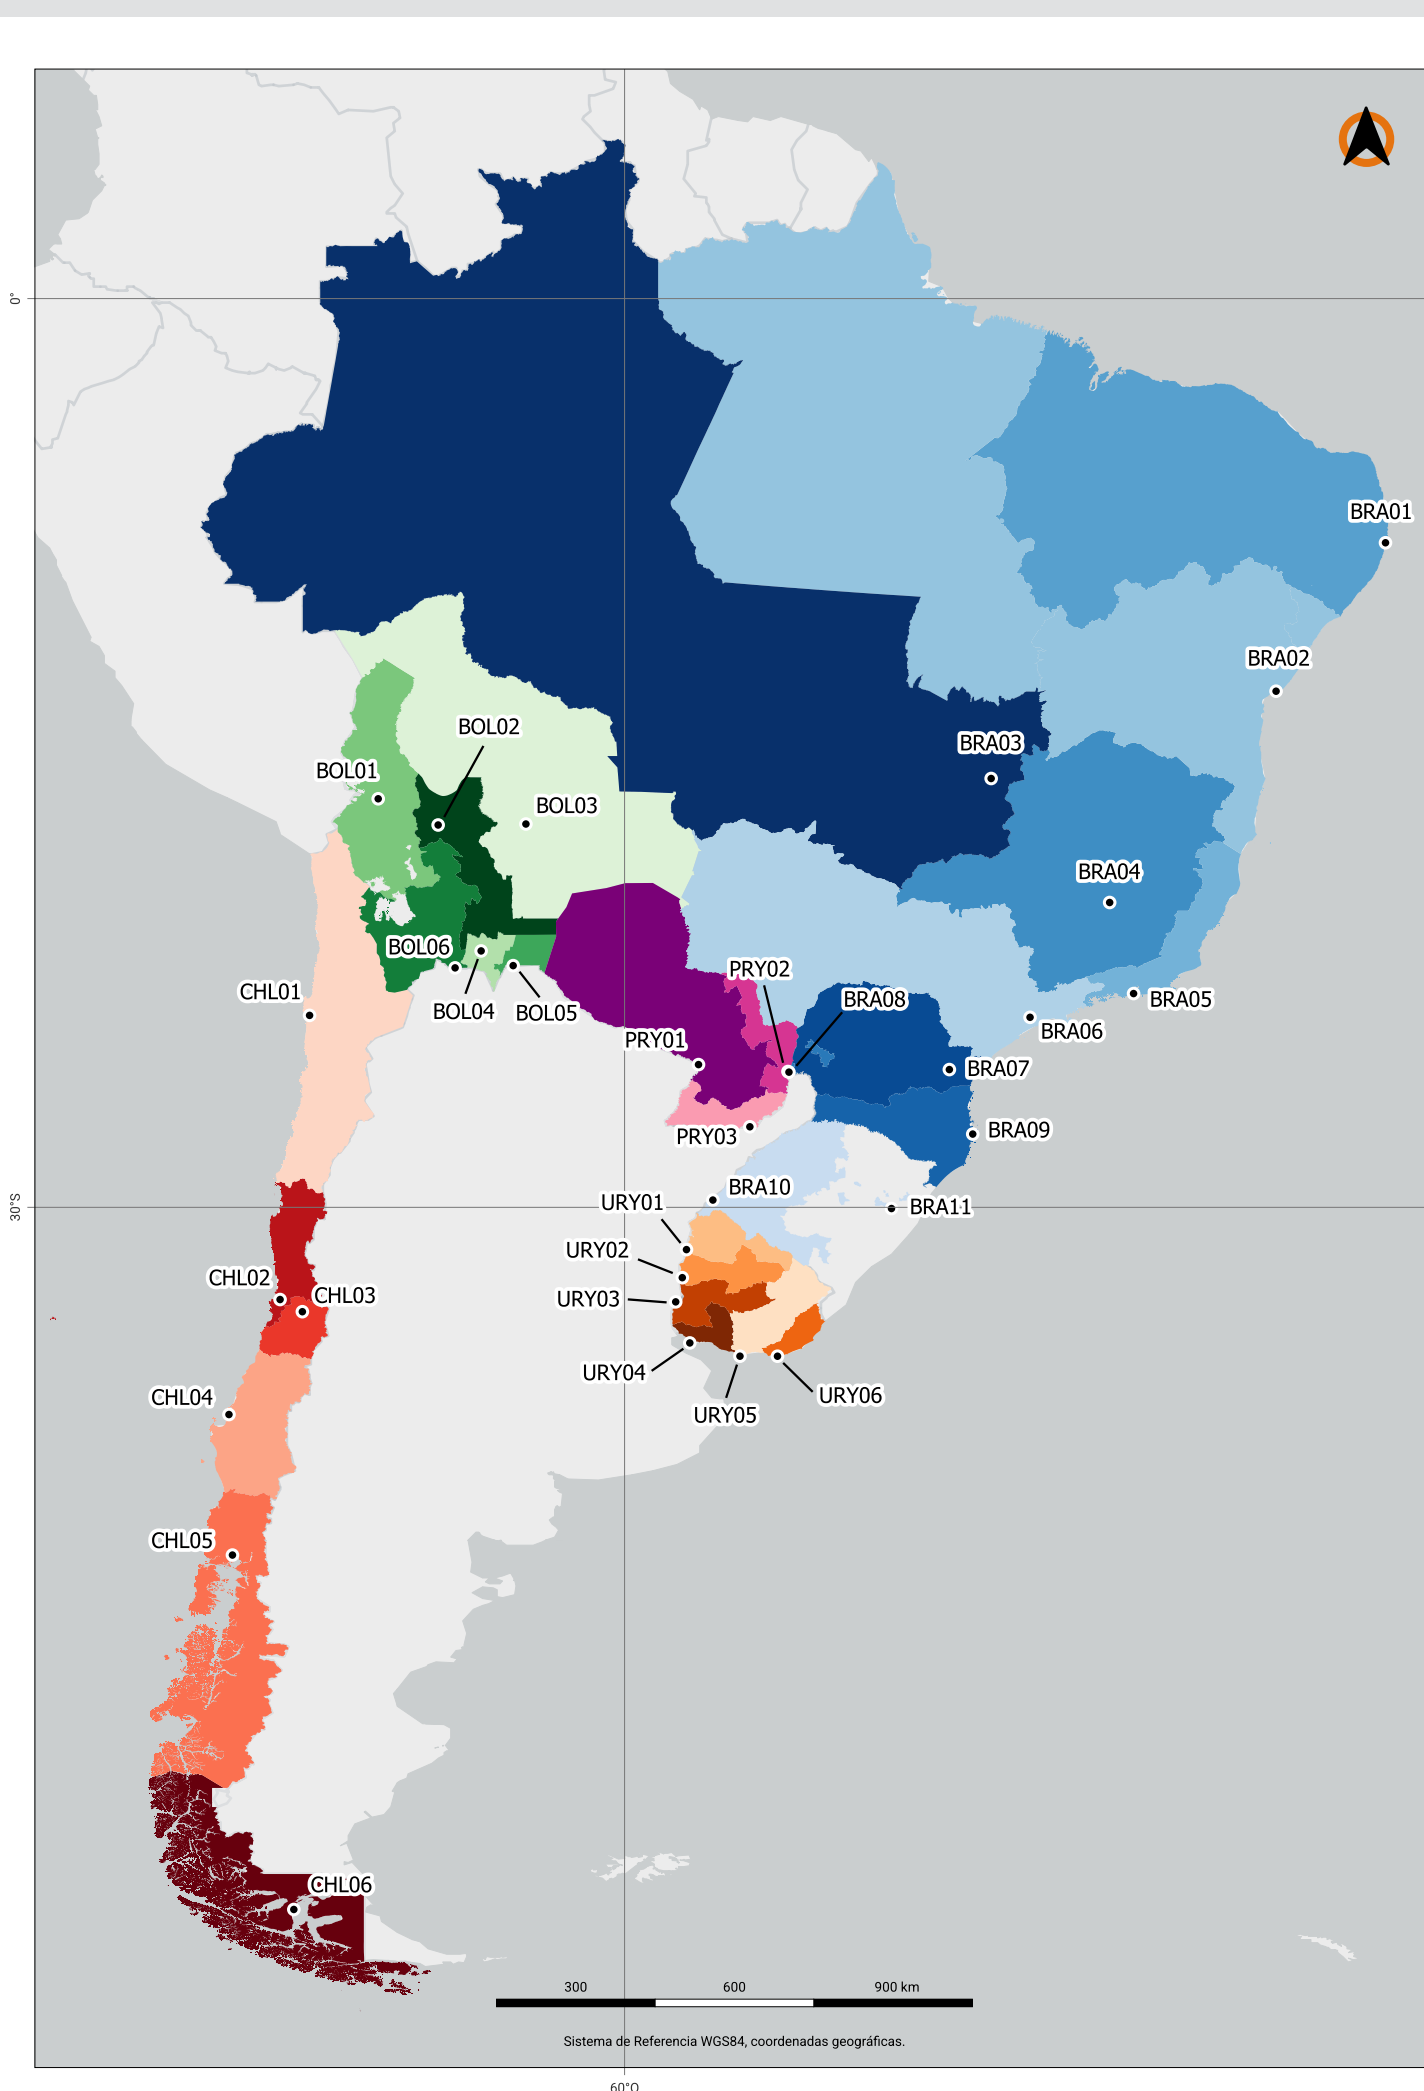 0°
BRA01
BRA02
BOL02
BRA03
BOL01
BOL03
BRA04
BOL06
PRY02
CHL01
BRA08
BRA05
BOL04
BOL05
BRA06
PRY01
BRA07
BRA09
PRY03
BRA10
URY01
30°S
BRA11
URY02
CHL02
CHL03
URY03
URY04
CHL04
URY06
URY05
CHL05
CHL06
300 600 900 km
Sistema de Referencia WGS84, coordenadas geográficas.
60°O